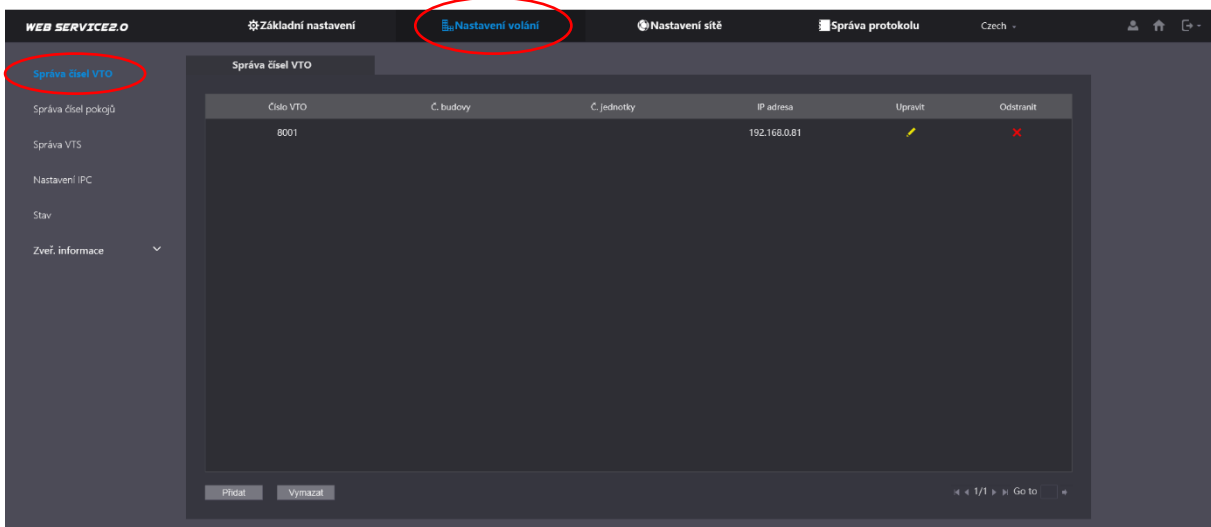 WEB SERVICE2.0 Základní nastavení Nastavení volání Nastavení sítě Správa protokolu Czech
Správa čísel VTO
Správa čísel pokojů
Správa VTS
Nastavení IPC
Stav
Zveř. informace
Správa čísel VTO
Číslo VTO Č. budovy Č. jednotky IP adresa Upravit Odstranit
8001 192.168.0.81
Přidat Vymazat 1/1 Go to